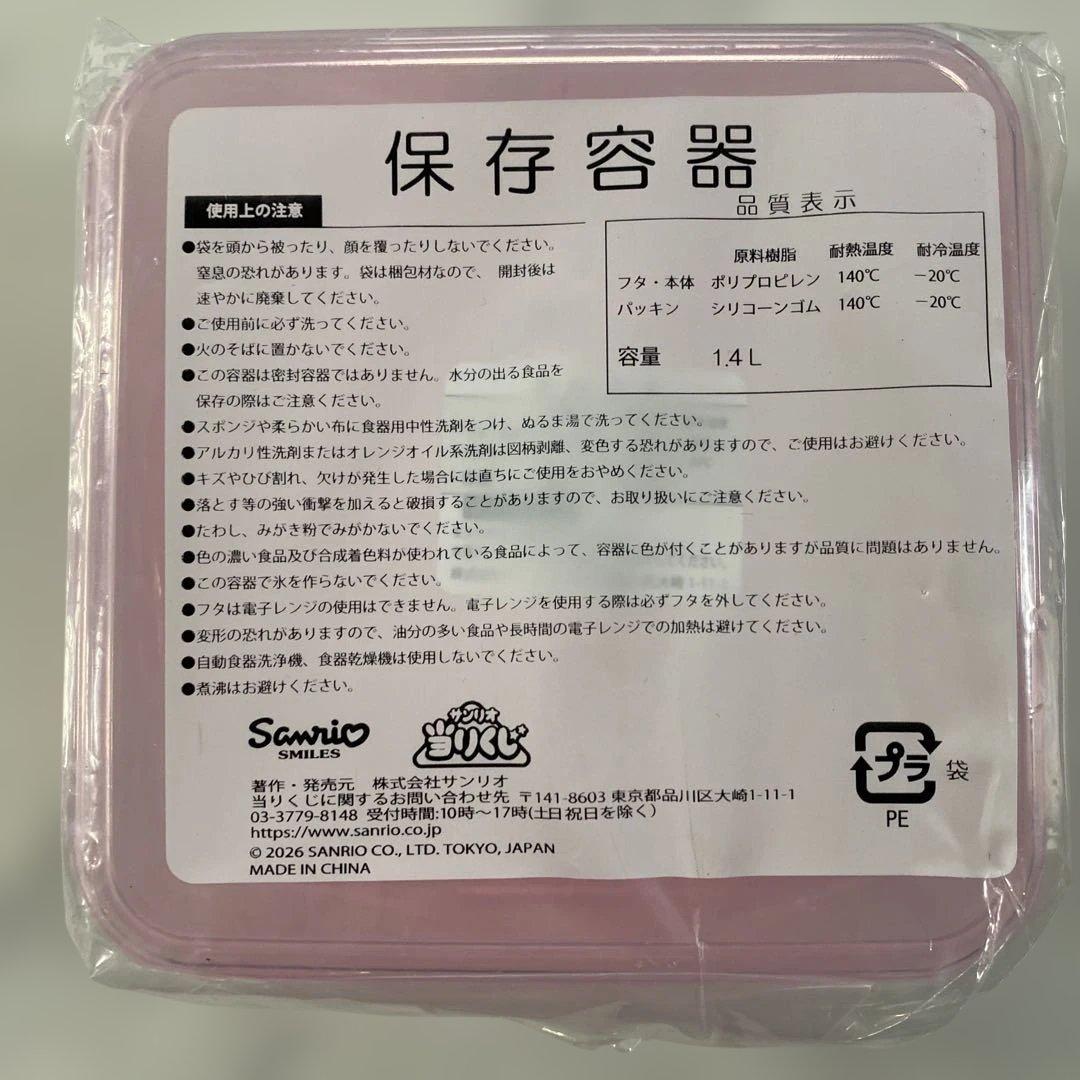 保存容器
品質表示
原料樹脂 耐熱温度 耐冷温度
フタ・本体 ポリプロピレン 140℃ −20℃
パッキン シリコーンゴム 140℃ −20℃
容量 1.4L
使用上の注意
●袋を頭から被ったり、顔を覆ったりしないでください。
窒息の恐れがあります。袋は梱包材なので、開封後は
速やかに廃棄してください。
●ご使用前に必ず洗ってください。
●火のそばに置かないでください。
●この容器は密封容器ではありません。水分の出る食品を
保存の際はご注意ください。
●スポンジや柔らかい布に食器用中性洗剤をつけ、ぬるま湯で洗ってください。
●アルカリ性洗剤またはオレンジオイル系洗剤は図柄剥離、変色する恐れがありますので、ご使用はお避けください。
●キズやひび割れ、欠けが発生した場合には直ちにご使用をおやめください。
●落とす等の強い衝撃を加えると破損することがありますので、お取り扱いにご注意ください。
●たわし、みがき粉でみがかないでください。
●色の濃い食品及び合成着色料が使われている食品によって、容器に色が付くことがありますが品質に問題はありません。
●この容器で氷を作らないでください。
●フタは電子レンジの使用はできません。電子レンジを使用する際は必ずフタを外してください。
●変形の恐れがありますので、油分の多い食品や長時間の電子レンジでの加熱は避けてください。
●自動食器洗浄機、食器乾燥機は使用しないでください。
●煮沸はお避けください。
Sanrio
SMILES
サンリオ
当りくじ
プラ 袋
PE
著作・発売元 株式会社サンリオ
当りくじに関するお問い合わせ先 〒141-8603 東京都品川区大崎1-11-1
03-3779-8148 受付時間:10時〜17時(土日祝日を除く)
https://www.sanrio.co.jp
© 2026 SANRIO CO., LTD. TOKYO, JAPAN
MADE IN CHINA